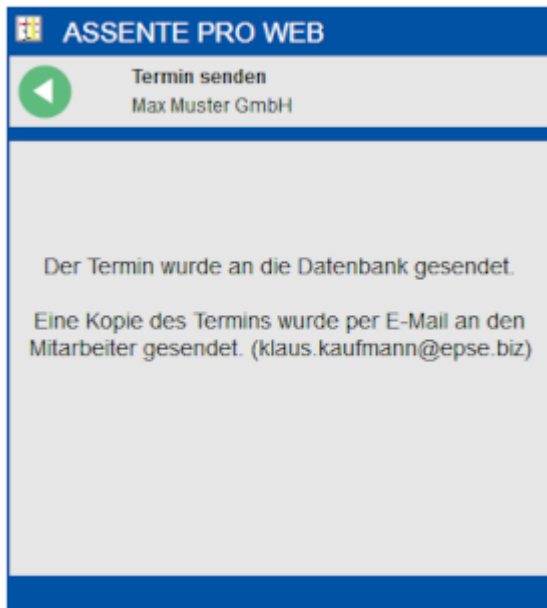 ASSENTE PRO WEB
Termin senden
Max Muster GmbH
Der Termin wurde an die Datenbank gesendet.
Eine Kopie des Termins wurde per E-Mail an den
Mitarbeiter gesendet. (klaus.kaufmann@epse.biz)